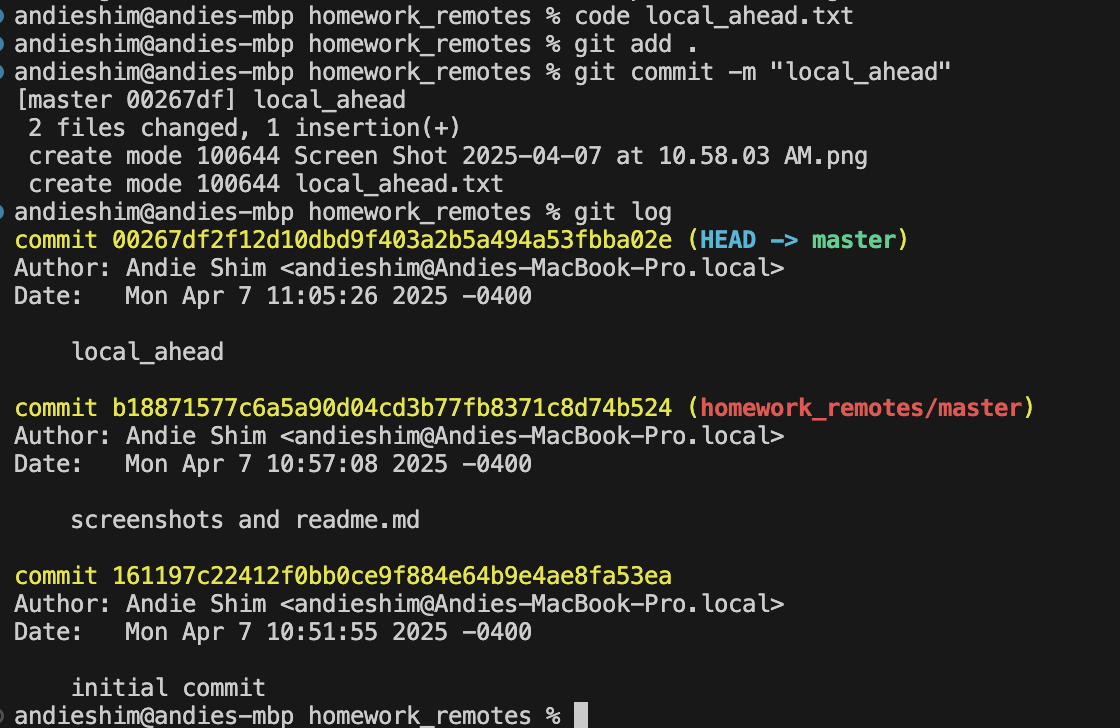 andieshim@andies-mbp homework_remotes % code local_ahead.txt
andieshim@andies-mbp homework_remotes % git add .
andieshim@andies-mbp homework_remotes % git commit -m "local_ahead"
[master 00267df] local_ahead
 2 files changed, 1 insertion(+)
 create mode 100644 Screen Shot 2025-04-07 at 10.58.03 AM.png
 create mode 100644 local_ahead.txt
andieshim@andies-mbp homework_remotes % git log
commit 00267df2f12d10dbd9f403a2b5a494a53fbba02e (HEAD -> master)
Author: Andie Shim <andieshim@Andies-MacBook-Pro.local>
Date:   Mon Apr 7 11:05:26 2025 -0400

    local_ahead

commit b18871577c6a5a90d04cd3b77fb8371c8d74b524 (homework_remotes/master)
Author: Andie Shim <andieshim@Andies-MacBook-Pro.local>
Date:   Mon Apr 7 10:57:08 2025 -0400

    screenshots and readme.md

commit 161197c22412f0bb0ce9f884e64b9e4ae8fa53ea
Author: Andie Shim <andieshim@Andies-MacBook-Pro.local>
Date:   Mon Apr 7 10:51:55 2025 -0400

    initial commit
andieshim@andies-mbp homework_remotes %